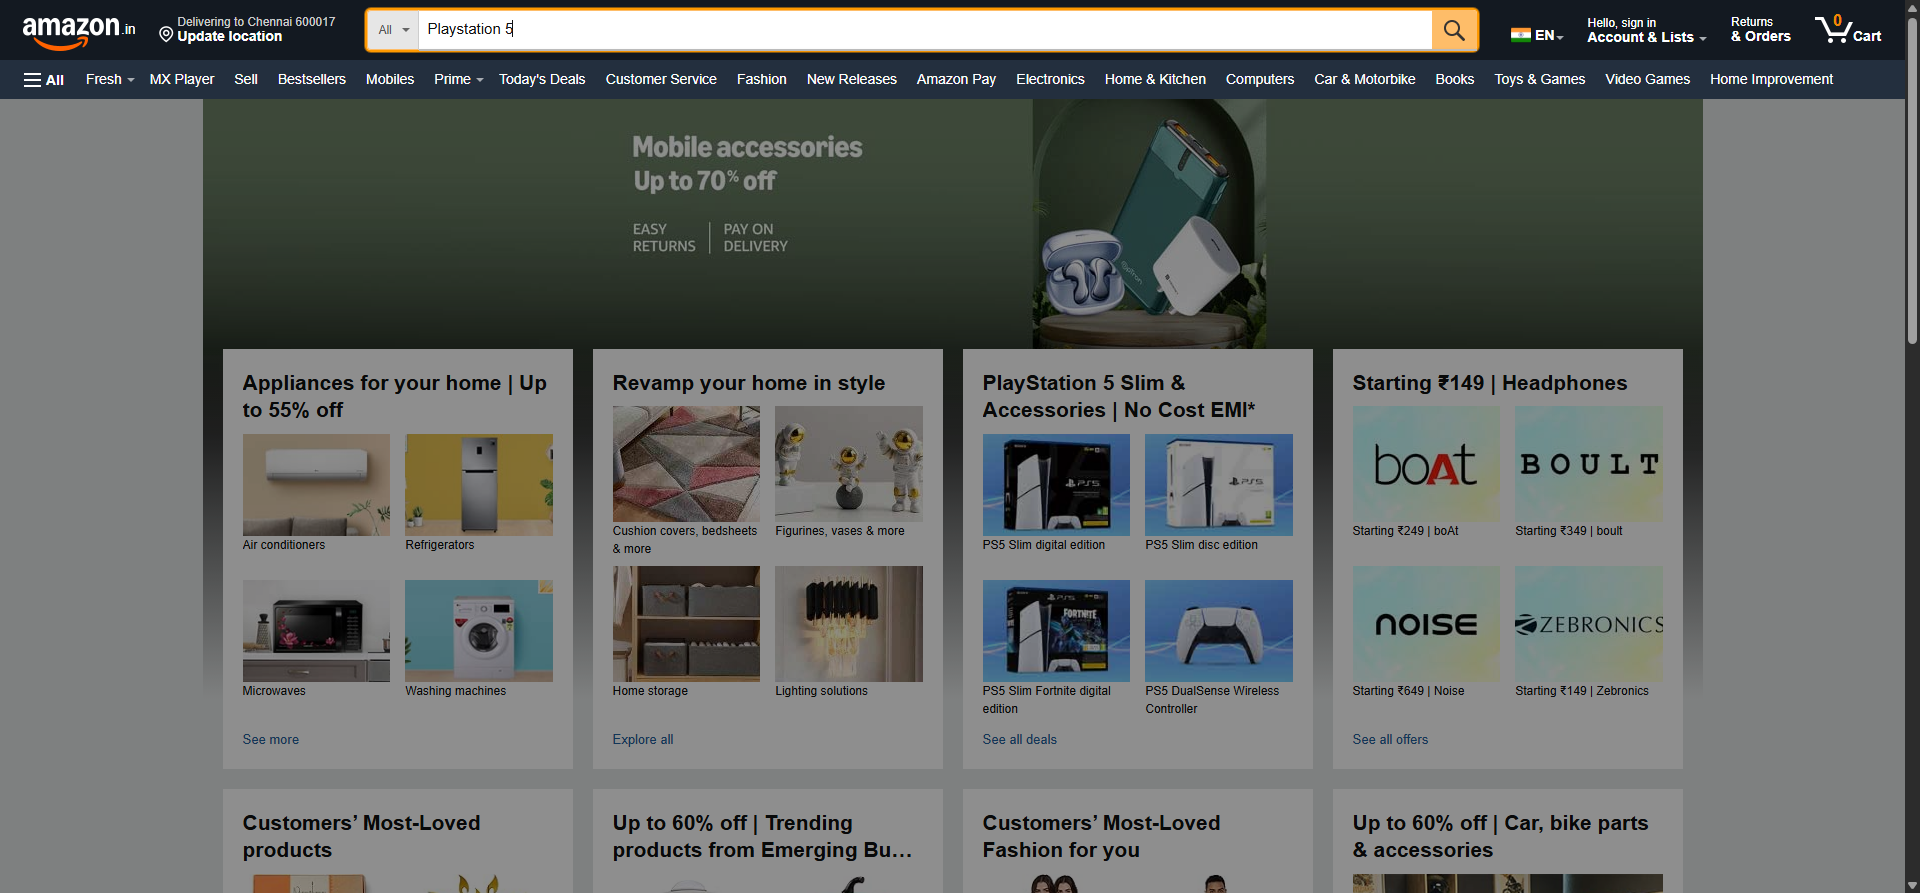 amazon.in
Delivering to Chennai 600017
Update location
All
Playstation 5
EN
Hello, sign in
Account & Lists
Returns
& Orders
0
Cart
All
Fresh
MX Player
Sell
Bestsellers
Mobiles
Prime
Today's Deals
Customer Service
Fashion
New Releases
Amazon Pay
Electronics
Home & Kitchen
Computers
Car & Motorbike
Books
Toys & Games
Video Games
Home Improvement
Mobile accessories
Up to 70% off
EASY
RETURNS
PAY ON
DELIVERY
Appliances for your home | Up
to 55% off
Air conditioners
Refrigerators
Microwaves
Washing machines
See more
Revamp your home in style
Cushion covers, bedsheets
& more
Figurines, vases & more
Home storage
Lighting solutions
Explore all
PlayStation 5 Slim &
Accessories | No Cost EMI*
PS5
PS5
PS5 Slim digital edition
PS5 Slim disc edition
PS5
FORTNITE
PS5 Slim Fortnite digital
edition
PS5 DualSense Wireless
Controller
See all deals
Starting ₹149 | Headphones
boAt
BOULT
Starting ₹249 | boAt
Starting ₹349 | boult
NOISE
ZEBRONICS
Starting ₹649 | Noise
Starting ₹149 | Zebronics
See all offers
Customers’ Most-Loved
products
Up to 60% off | Trending
products from Emerging Bu…
Customers’ Most-Loved
Fashion for you
Up to 60% off | Car, bike parts
& accessories